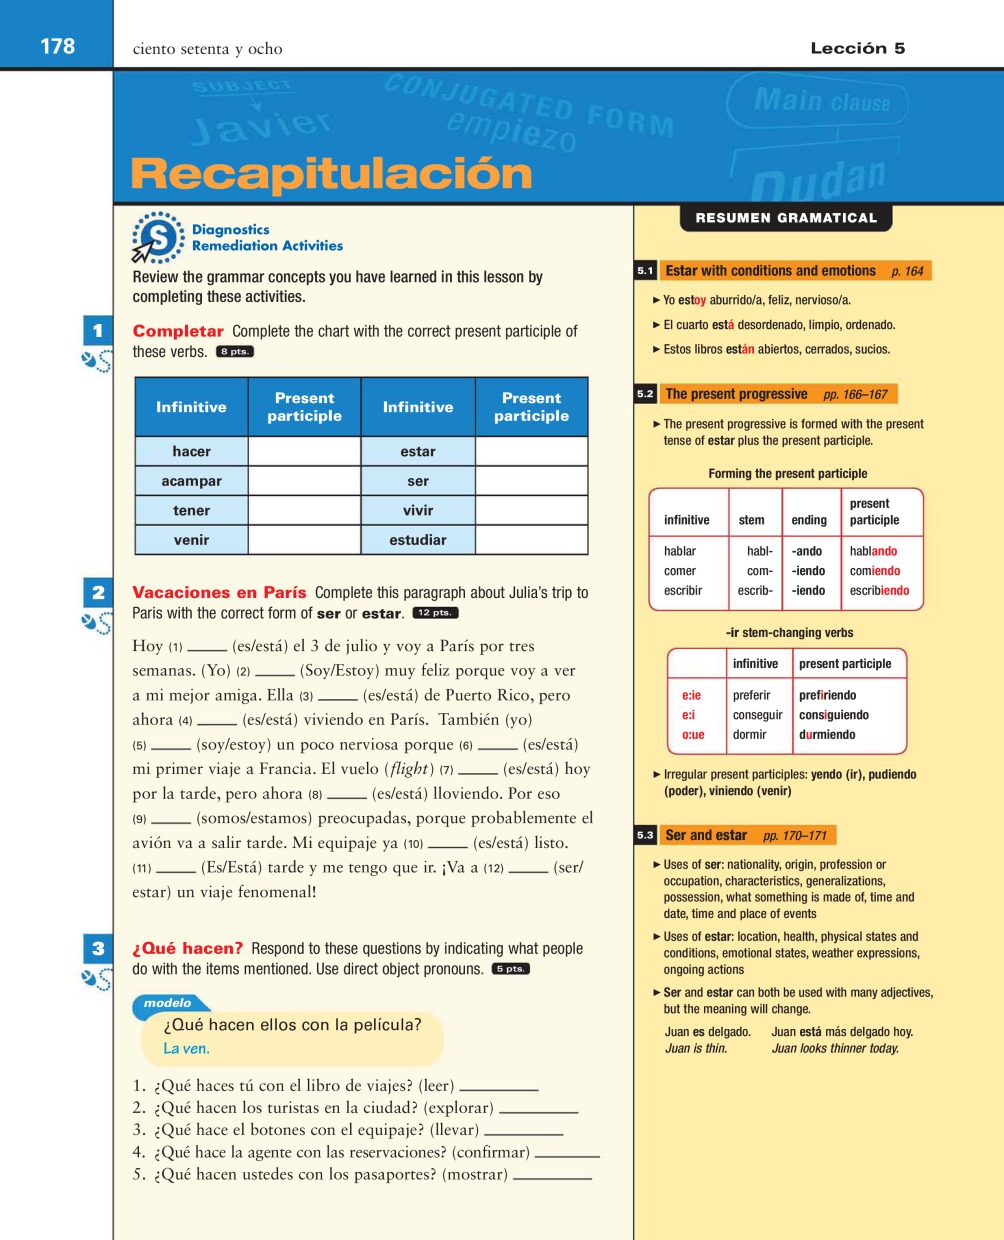 178
ciento setenta y ocho
Lección 5
SUBJECT
Javier
CONJUGATED FORM
empiezo
Main clause
Dudan
Recapitulación
S
Diagnostics
Remediation Activities
Review the grammar concepts you have learned in this lesson by
completing these activities.
1
Completar Complete the chart with the correct present participle of
these verbs. 8 pts.
Infinitive Present participle Infinitive Present participle
hacer estar
acampar ser
tener vivir
venir estudiar
2
Vacaciones en París Complete this paragraph about Julia's trip to
Paris with the correct form of ser or estar. 12 pts.
Hoy (1) ______ (es/está) el 3 de julio y voy a París por tres
semanas. (Yo) (2) ______ (Soy/Estoy) muy feliz porque voy a ver
a mi mejor amiga. Ella (3) ______ (es/está) de Puerto Rico, pero
ahora (4) ______ (es/está) viviendo en París. También (yo)
(5) ______ (soy/estoy) un poco nerviosa porque (6) ______ (es/está)
mi primer viaje a Francia. El vuelo (flight) (7) ______ (es/está) hoy
por la tarde, pero ahora (8) ______ (es/está) lloviendo. Por eso
(9) ______ (somos/estamos) preocupadas, porque probablemente el
avión va a salir tarde. Mi equipaje ya (10) ______ (es/está) listo.
(11) ______ (Es/Está) tarde y me tengo que ir. ¡Va a (12) ______ (ser/
estar) un viaje fenomenal!
3
¿Qué hacen? Respond to these questions by indicating what people
do with the items mentioned. Use direct object pronouns. 5 pts.
modelo
¿Qué hacen ellos con la película?
La ven.
1. ¿Qué haces tú con el libro de viajes? (leer) ____________
2. ¿Qué hacen los turistas en la ciudad? (explorar) ____________
3. ¿Qué hace el botones con el equipaje? (llevar) ____________
4. ¿Qué hace la agente con las reservaciones? (confirmar) __________
5. ¿Qué hacen ustedes con los pasaportes? (mostrar) ____________
RESUMEN GRAMATICAL
5.1 Estar with conditions and emotions p. 164
▶ Yo estoy aburrido/a, feliz, nervioso/a.
▶ El cuarto está desordenado, limpio, ordenado.
▶ Estos libros están abiertos, cerrados, sucios.
5.2 The present progressive pp. 166–167
▶ The present progressive is formed with the present
tense of estar plus the present participle.
Forming the present participle
infinitive stem ending present participle
hablar habl- -ando hablando
comer com- -iendo comiendo
escribir escrib- -iendo escribiendo
-ir stem-changing verbs
infinitive present participle
e:ie preferir prefiriendo
e:i conseguir consiguiendo
o:ue dormir durmiendo
▶ Irregular present participles: yendo (ir), pudiendo
(poder), viniendo (venir)
5.3 Ser and estar pp. 170–171
▶ Uses of ser: nationality, origin, profession or
occupation, characteristics, generalizations,
possession, what something is made of, time and
date, time and place of events
▶ Uses of estar: location, health, physical states and
conditions, emotional states, weather expressions,
ongoing actions
▶ Ser and estar can both be used with many adjectives,
but the meaning will change.
Juan es delgado. Juan está más delgado hoy.
Juan is thin. Juan looks thinner today.